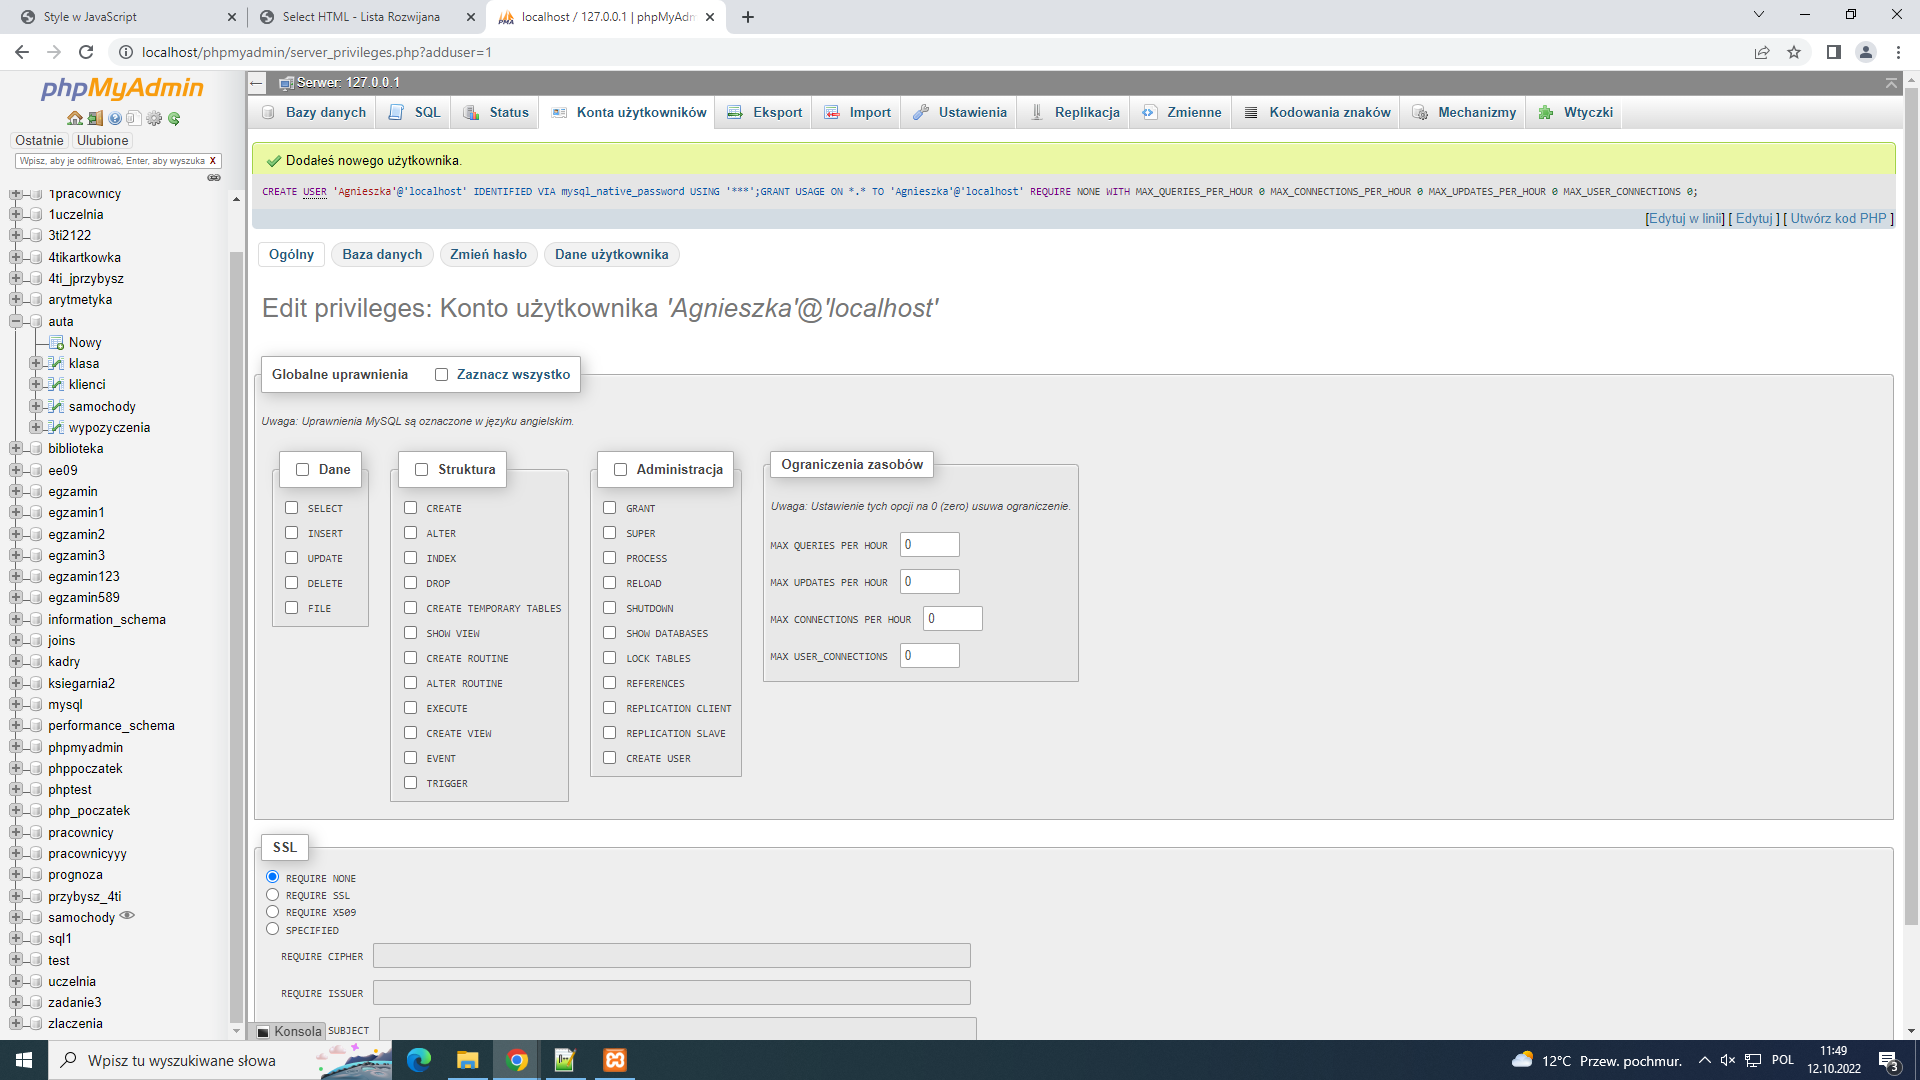 Style w JavaScript
Select HTML - Lista Rozwijana
localhost / 127.0.0.1 | phpMyAdm
localhost/phpmyadmin/server_privileges.php?adduser=1
phpMyAdmin
Ostatnie
Ulubione
Wpisz, aby je odfiltrować, Enter, aby wyszuka X
1pracownicy
1uczelnia
3ti2122
4tikartkowka
4ti_jprzybysz
arytmetyka
auta
Nowy
klasa
klienci
samochody
wypozyczenia
biblioteka
ee09
egzamin
egzamin1
egzamin2
egzamin3
egzamin123
egzamin589
information_schema
joins
kadry
ksiegarnia2
mysql
performance_schema
phpmyadmin
phppoczatek
phptest
php_poczatek
pracownicy
pracownicyyy
prognoza
przybysz_4ti
samochody
sql1
test
uczelnia
zadanie3
zlaczenia
Serwer: 127.0.0.1
Bazy danych
SQL
Status
Konta użytkowników
Eksport
Import
Ustawienia
Replikacja
Zmienne
Kodowania znaków
Mechanizmy
Wtyczki
Dodałeś nowego użytkownika.
CREATE USER 'Agnieszka'@'localhost' IDENTIFIED VIA mysql_native_password USING '***';GRANT USAGE ON *.* TO 'Agnieszka'@'localhost' REQUIRE NONE WITH MAX_QUERIES_PER_HOUR 0 MAX_CONNECTIONS_PER_HOUR 0 MAX_UPDATES_PER_HOUR 0 MAX_USER_CONNECTIONS 0;
[Edytuj w linii] [ Edytuj ] [ Utwórz kod PHP ]
Ogólny
Baza danych
Zmień hasło
Dane użytkownika
Edit privileges: Konto użytkownika 'Agnieszka'@'localhost'
Globalne uprawnienia
Zaznacz wszystko
Uwaga: Uprawnienia MySQL są oznaczone w języku angielskim.
Dane
SELECT
INSERT
UPDATE
DELETE
FILE
Struktura
CREATE
ALTER
INDEX
DROP
CREATE TEMPORARY TABLES
SHOW VIEW
CREATE ROUTINE
ALTER ROUTINE
EXECUTE
CREATE VIEW
EVENT
TRIGGER
Administracja
GRANT
SUPER
PROCESS
RELOAD
SHUTDOWN
SHOW DATABASES
LOCK TABLES
REFERENCES
REPLICATION CLIENT
REPLICATION SLAVE
CREATE USER
Ograniczenia zasobów
Uwaga: Ustawienie tych opcji na 0 (zero) usuwa ograniczenie.
MAX QUERIES PER HOUR 0
MAX UPDATES PER HOUR 0
MAX CONNECTIONS PER HOUR 0
MAX USER_CONNECTIONS 0
SSL
REQUIRE NONE
REQUIRE SSL
REQUIRE X509
SPECIFIED
REQUIRE CIPHER
REQUIRE ISSUER
SUBJECT
Konsola
Wpisz tu wyszukiwane słowa
12°C Przew. pochmur.
POL
11:49
12.10.2022
3